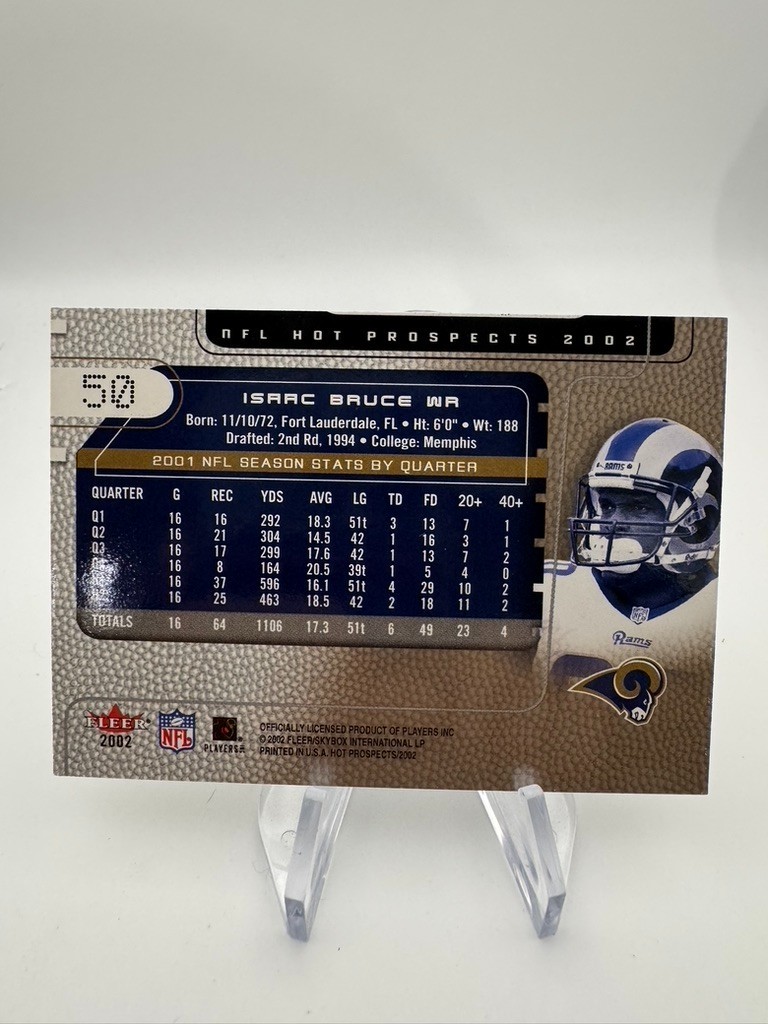 NFL HOT PROSPECTS 2002
50
ISAAC BRUCE WR
Born: 11/10/72, Fort Lauderdale, FL • Ht: 6'0" • Wt: 188
Drafted: 2nd Rd, 1994 • College: Memphis
2001 NFL SEASON STATS BY QUARTER
QUARTER G REC YDS AVG LG TD FD 20+ 40+
Q1 16 16 292 18.3 51t 3 13 7 1
Q2 16 21 304 14.5 42 1 16 3 1
Q3 16 17 299 17.6 42 1 13 7 2
16 8 164 20.5 39t 1 5 4 0
16 37 596 16.1 51t 4 29 10 2
16 25 463 18.5 42 2 18 11 2
TOTALS 16 64 1106 17.3 51t 6 49 23 4
RAMS
NFL
Rams
FLEER
2002
NFL
PLAYERS INC
OFFICIALLY LICENSED PRODUCT OF PLAYERS INC
© 2002 FLEER/SKYBOX INTERNATIONAL LP
PRINTED IN U.S.A. HOT PROSPECTS/2002